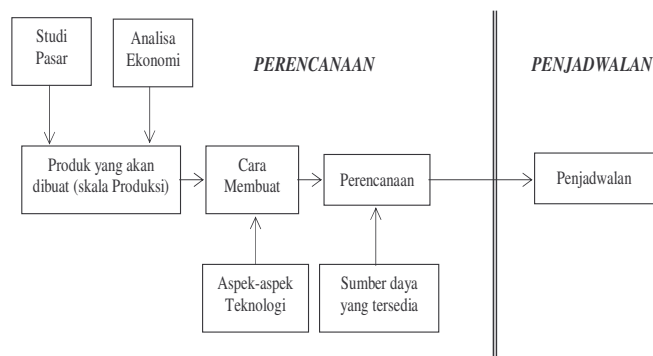 Studi
Pasar
Analisa
Ekonomi
PERENCANAAN
PENJADWALAN
Produk yang akan
dibuat (skala Produksi)
Cara
Membuat
Perencanaan
Penjadwalan
Aspek-aspek
Teknologi
Sumber daya
yang tersedia